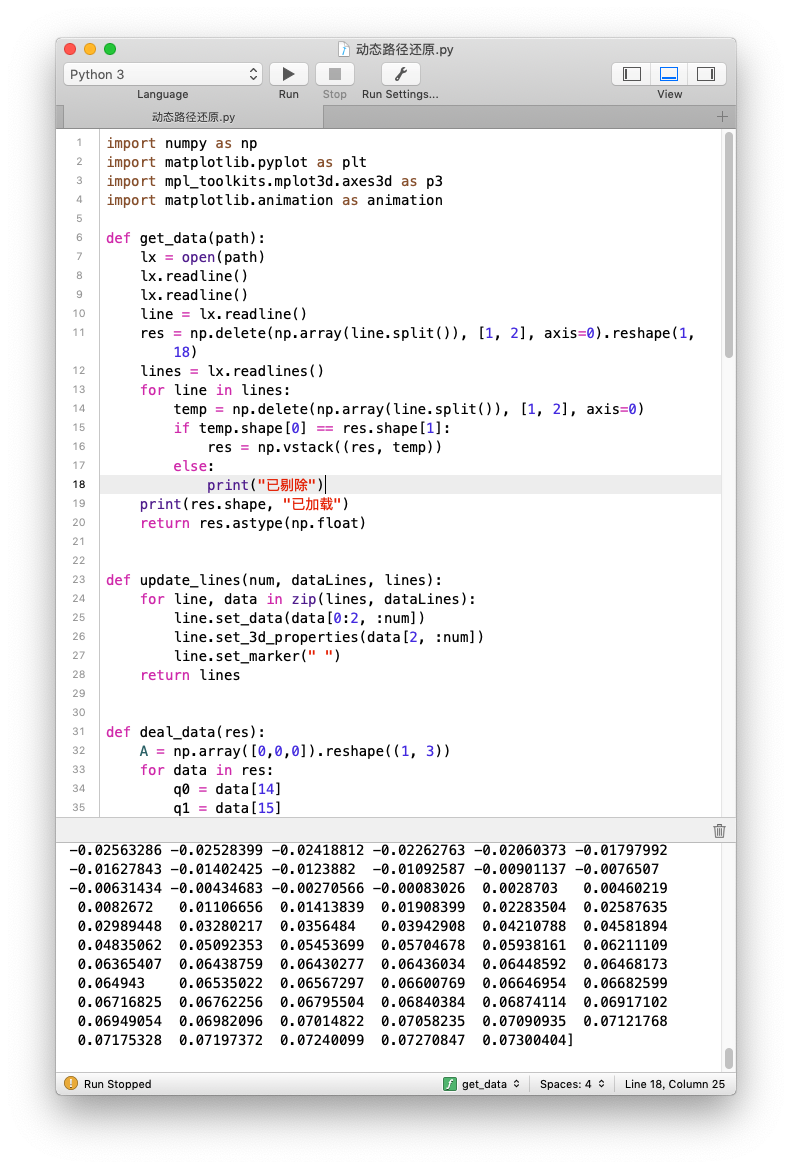 动态路径还原.py
Python 3
Language
Run
Stop
Run Settings...
View
动态路径还原.py
1 import numpy as np
2 import matplotlib.pyplot as plt
3 import mpl_toolkits.mplot3d.axes3d as p3
4 import matplotlib.animation as animation
5
6 def get_data(path):
7     lx = open(path)
8     lx.readline()
9     lx.readline()
10     line = lx.readline()
11     res = np.delete(np.array(line.split()), [1, 2], axis=0).reshape(1,
18)
12     lines = lx.readlines()
13     for line in lines:
14         temp = np.delete(np.array(line.split()), [1, 2], axis=0)
15         if temp.shape[0] == res.shape[1]:
16             res = np.vstack((res, temp))
17         else:
18             print("已剔除")
19     print(res.shape, "已加载")
20     return res.astype(np.float)
21
22
23 def update_lines(num, dataLines, lines):
24     for line, data in zip(lines, dataLines):
25         line.set_data(data[0:2, :num])
26         line.set_3d_properties(data[2, :num])
27         line.set_marker(" ")
28     return lines
29
30
31 def deal_data(res):
32     A = np.array([0,0,0]).reshape((1, 3))
33     for data in res:
34         q0 = data[14]
35         q1 = data[15]
-0.02563286 -0.02528399 -0.02418812 -0.02262763 -0.02060373 -0.01797992
-0.01627843 -0.01402425 -0.0123882 -0.01092587 -0.00901137 -0.0076507
-0.00631434 -0.00434683 -0.00270566 -0.00083026 0.0028703 0.00460219
0.0082672 0.01106656 0.01413839 0.01908399 0.02283504 0.02587635
0.02989448 0.03280217 0.0356484 0.03942908 0.04210788 0.04581894
0.04835062 0.05092353 0.05453699 0.05704678 0.05938161 0.06211109
0.06365407 0.06438759 0.06430277 0.06436034 0.06448592 0.06468173
0.064943 0.06535022 0.06567297 0.06600769 0.06646954 0.06682599
0.06716825 0.06762256 0.06795504 0.06840384 0.06874114 0.06917102
0.06949054 0.06982096 0.07014822 0.07058235 0.07090935 0.07121768
0.07175328 0.07197372 0.07240099 0.07270847 0.07300404]
Run Stopped
get_data
Spaces: 4
Line 18, Column 25